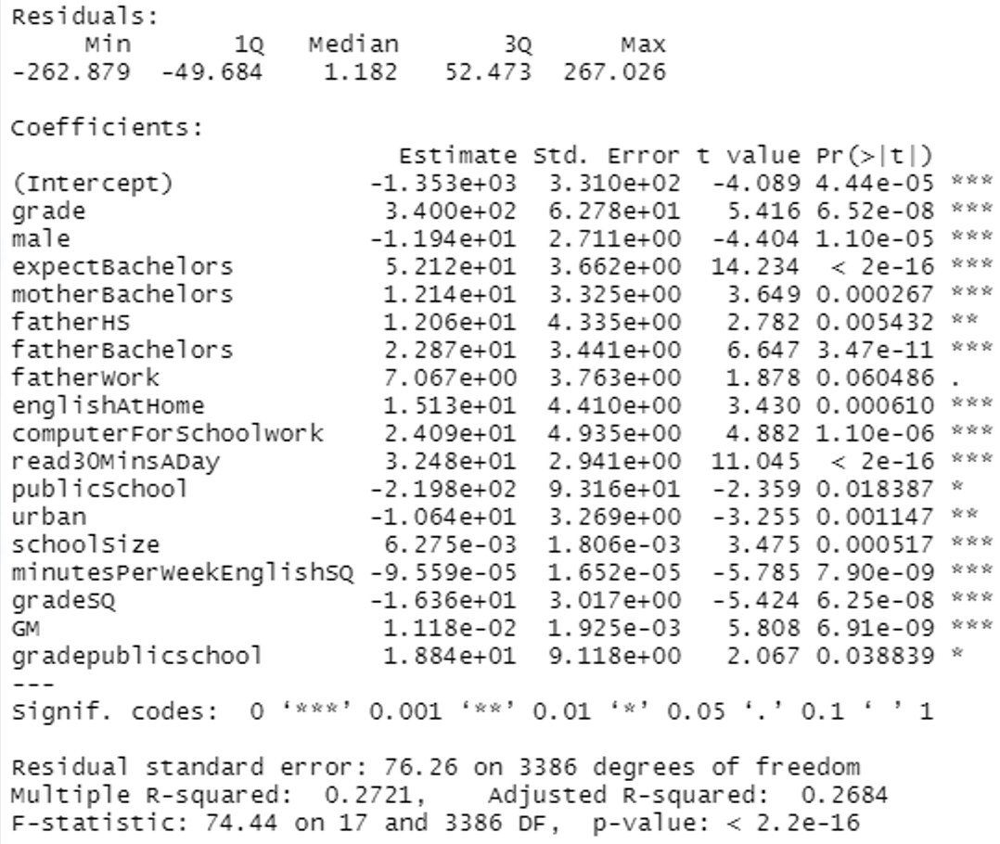 Residuals:
Min 1Q Median 3Q Max
-262.879 -49.684 1.182 52.473 267.026
Coefficients:
Estimate Std. Error t value Pr(>|t|)
(Intercept) -1.353e+03 3.310e+02 -4.089 4.44e-05 ***
grade 3.400e+02 6.278e+01 5.416 6.52e-08 ***
male -1.194e+01 2.711e+00 -4.404 1.10e-05 ***
expectBachelors 5.212e+01 3.662e+00 14.234 < 2e-16 ***
motherBachelors 1.214e+01 3.325e+00 3.649 0.000267 ***
fatherHS 1.206e+01 4.335e+00 2.782 0.005432 **
fatherBachelors 2.287e+01 3.441e+00 6.647 3.47e-11 ***
fatherWork 7.067e+00 3.763e+00 1.878 0.060486 .
englishAtHome 1.513e+01 4.410e+00 3.430 0.000610 ***
computerForSchoolwork 2.409e+01 4.935e+00 4.882 1.10e-06 ***
read30MinsADay 3.248e+01 2.941e+00 11.045 < 2e-16 ***
publicSchool -2.198e+02 9.316e+01 -2.359 0.018387 *
urban -1.064e+01 3.269e+00 -3.255 0.001147 **
schoolSize 6.275e-03 1.806e-03 3.475 0.000517 ***
minutesPerWeekEnglishSQ -9.559e-05 1.652e-05 -5.785 7.90e-09 ***
gradeSQ -1.636e+01 3.017e+00 -5.424 6.25e-08 ***
GM 1.118e-02 1.925e-03 5.808 6.91e-09 ***
gradepublicschool 1.884e+01 9.118e+00 2.067 0.038839 *
---
Signif. codes: 0 ‘***’ 0.001 ‘**’ 0.01 ‘*’ 0.05 ‘.’ 0.1 ‘ ’ 1
Residual standard error: 76.26 on 3386 degrees of freedom
Multiple R-squared: 0.2721, Adjusted R-squared: 0.2684
F-statistic: 74.44 on 17 and 3386 DF, p-value: < 2.2e-16